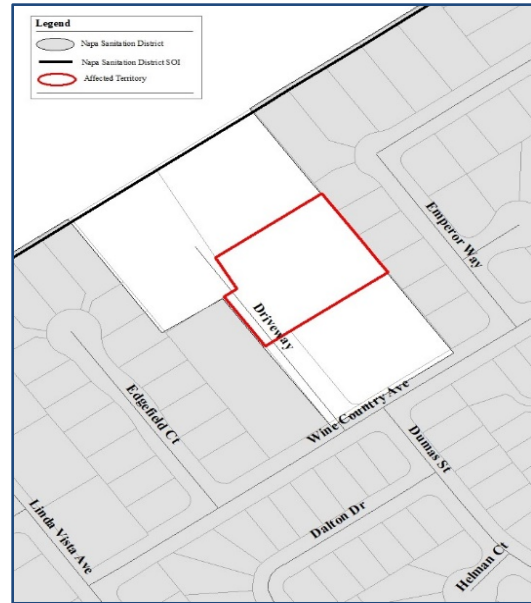 Legend
Napa Sanitation District
Napa Sanitation District SOI
Affected Territory
Emperor Way
Driveway
Edgefield Ct
Wine Country Ave
Dumas St
Linda Vista Ave
Dalton Dr
Helman Ct